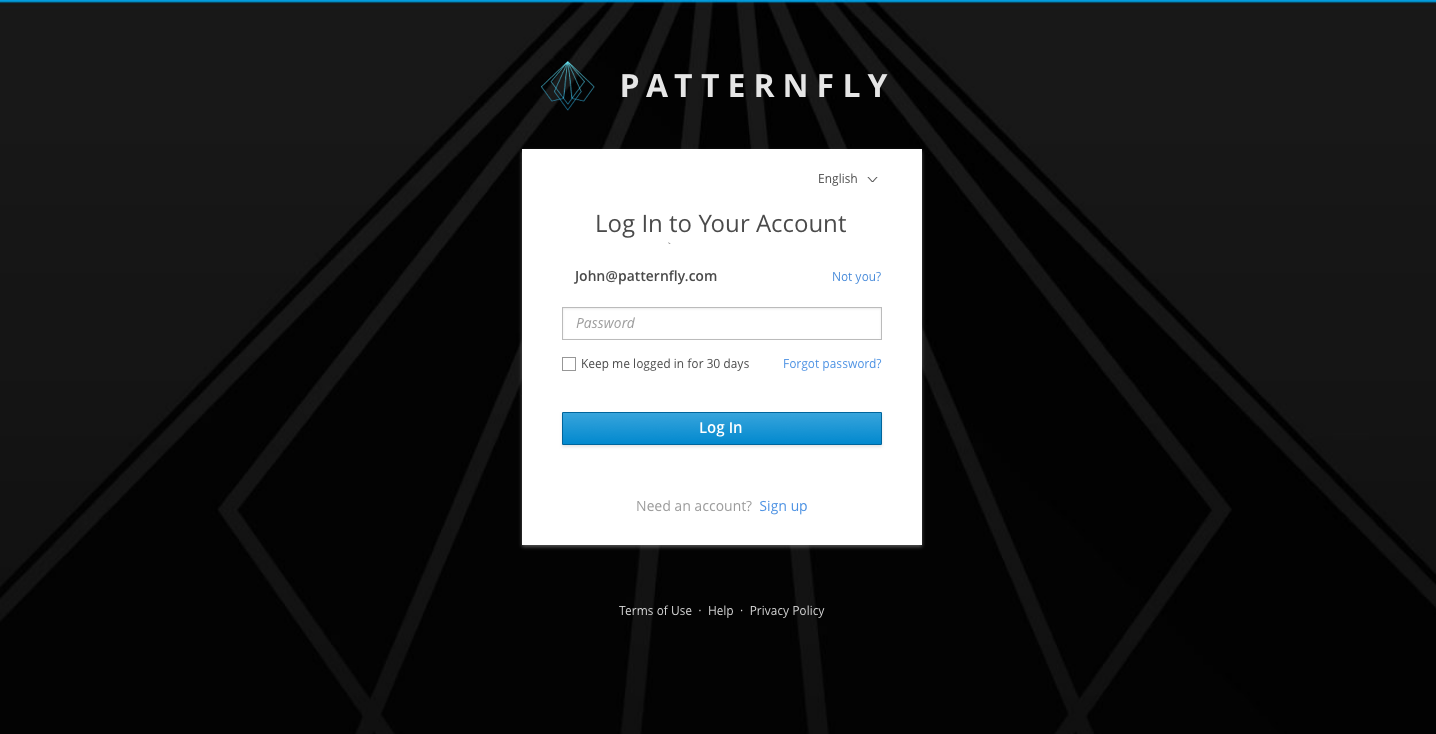 PATTERNFLY
English
Log In to Your Account
John@patternfly.com Not you?
Password
Keep me logged in for 30 days Forgot password?
Log In
Need an account? Sign up
Terms of Use · Help · Privacy Policy